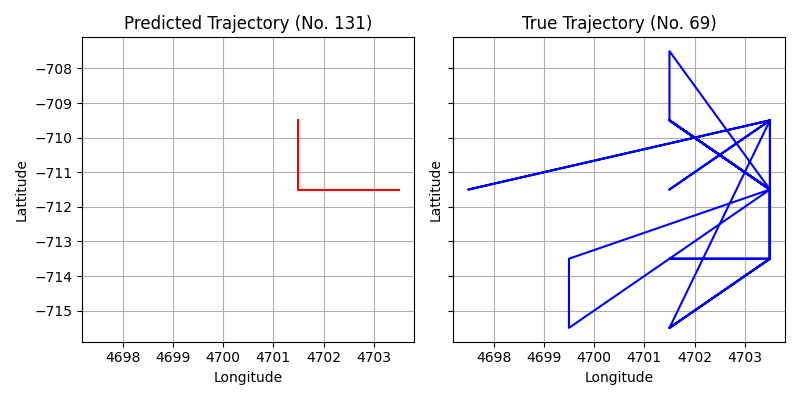 Predicted Trajectory (No. 131)
−708
−709
−710
−711
−712
−713
−714
−715
Lattitude
4698 4699 4700 4701 4702 4703
Longitude
True Trajectory (No. 69)
Lattitude
4698 4699 4700 4701 4702 4703
Longitude